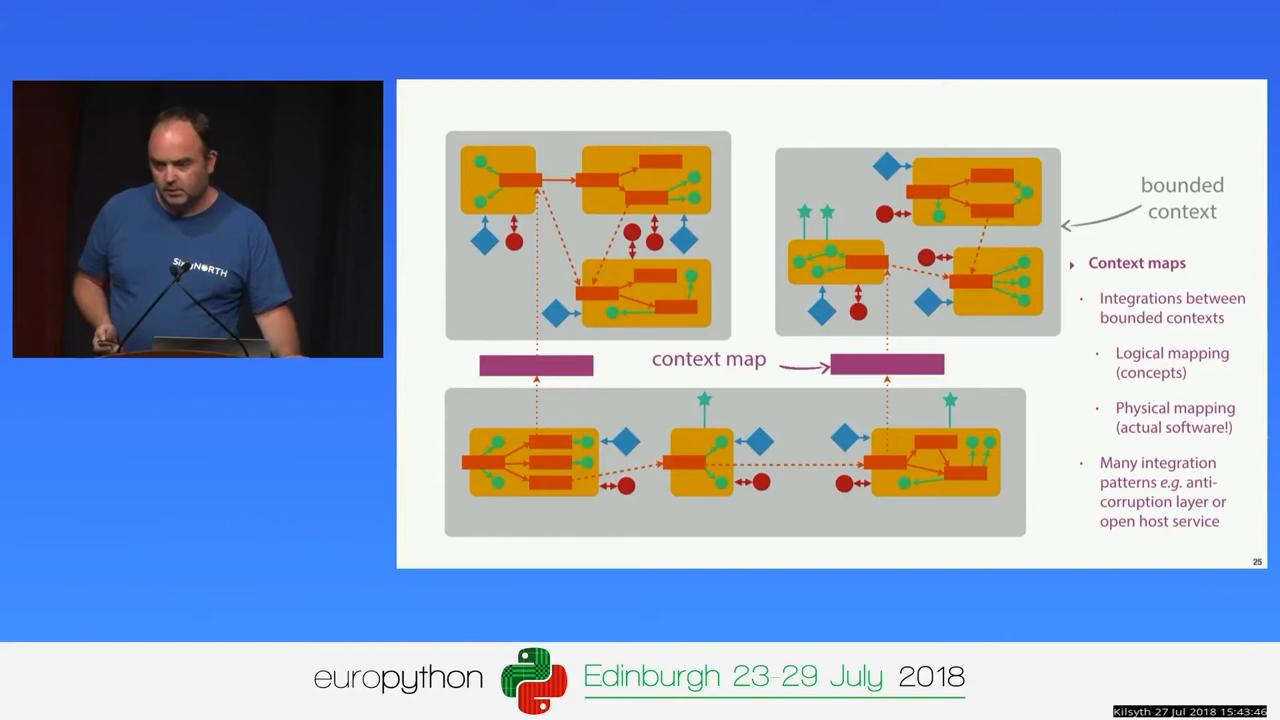 SixtyNORTH
bounded
context
Context maps
Integrations between
bounded contexts
Logical mapping
(concepts)
Physical mapping
(actual software!)
Many integration
patterns e.g. anti-
corruption layer or
open host service
context map
25
europython
Edinburgh 23-29 July 2018
Kilsyth 27 Jul 2018 15:43:46